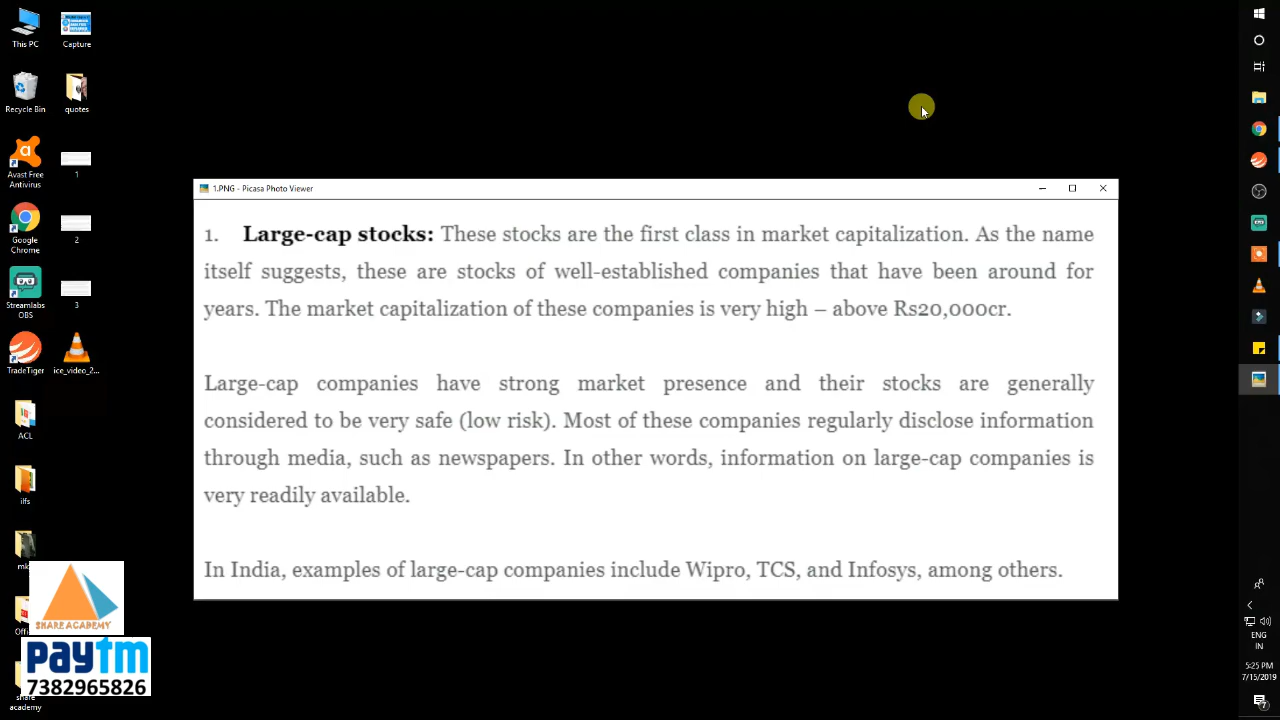 This PC
Capture
Recycle Bin
quotes
Avast Free
Antivirus
1
Google
Chrome
2
Streamlabs
OBS
3
TradeTiger
ice_video_2...
ACL
ilfs
1.PNG - Picasa Photo Viewer
1. Large-cap stocks: These stocks are the first class in market capitalization. As the name
itself suggests, these are stocks of well-established companies that have been around for
years. The market capitalization of these companies is very high – above Rs20,000cr.
Large-cap companies have strong market presence and their stocks are generally
considered to be very safe (low risk). Most of these companies regularly disclose information
through media, such as newspapers. In other words, information on large-cap companies is
very readily available.
In India, examples of large-cap companies include Wipro, TCS, and Infosys, among others.
SHARE ACADEMY
paytm
7382965826
share
academy
ENG
IN
5:25 PM
7/15/2019
7